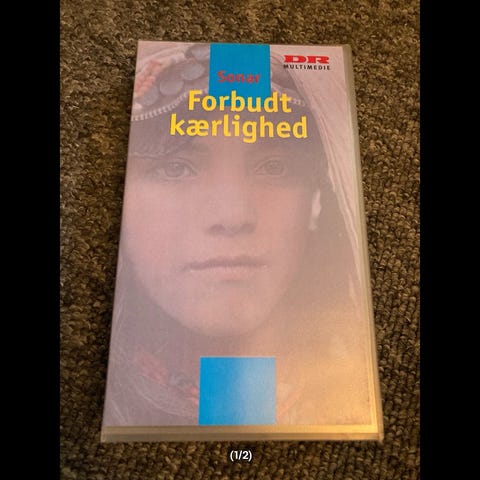 DR
MULTIMEDIE
Sonar
Forbudt
kærlighed
(1/2)